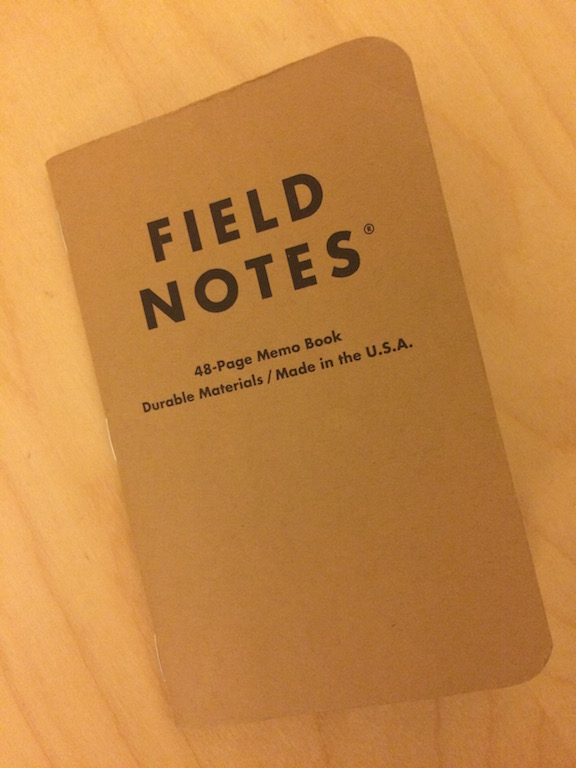 FIELD
NOTES®
48-Page Memo Book
Durable Materials / Made in the U.S.A.